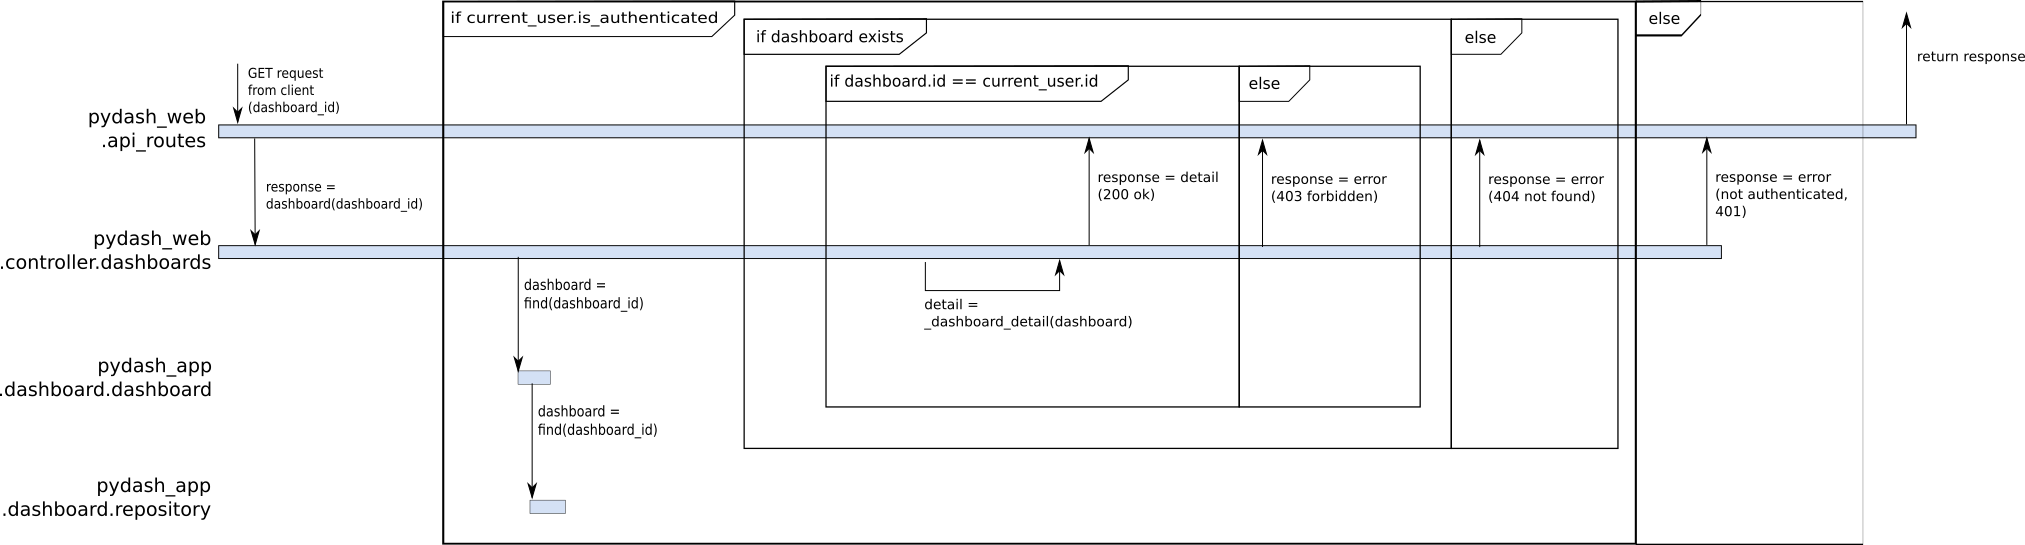 if current_user.is_authenticated
else
if dashboard exists
else
if dashboard.id == current_user.id
else
return response
GET request
from client
(dashboard_id)
pydash_web
.api_routes
response =
dashboard(dashboard_id)
response = detail
(200 ok)
response = error
(403 forbidden)
response = error
(404 not found)
response = error
(not authenticated,
401)
pydash_web
.controller.dashboards
dashboard =
find(dashboard_id)
detail =
_dashboard_detail(dashboard)
pydash_app
.dashboard.dashboard
dashboard =
find(dashboard_id)
pydash_app
.dashboard.repository